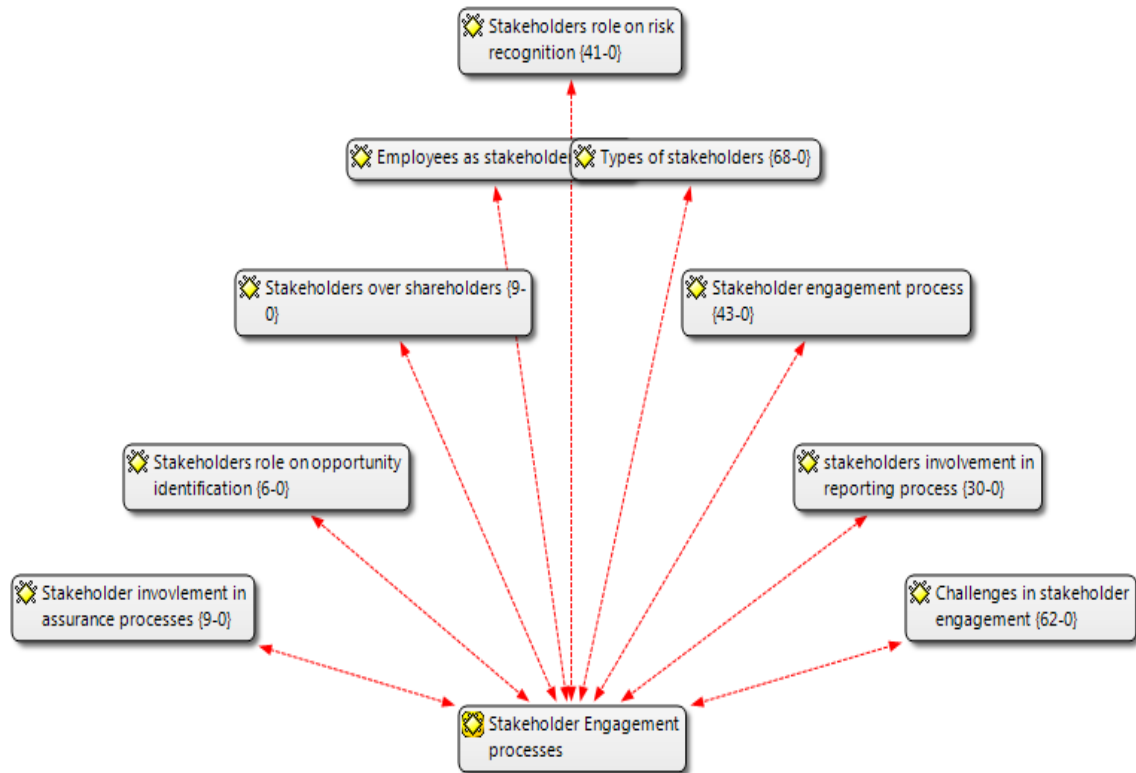 Stakeholders role on risk
recognition {41-0}
Employees as stakeholder
Types of stakeholders {68-0}
Stakeholders over shareholders {9-
0}
Stakeholder engagement process
{43-0}
Stakeholders role on opportunity
identification {6-0}
stakeholders involvement in
reporting process {30-0}
Stakeholder invovlement in
assurance processes {9-0}
Challenges in stakeholder
engagement {62-0}
Stakeholder Engagement
processes